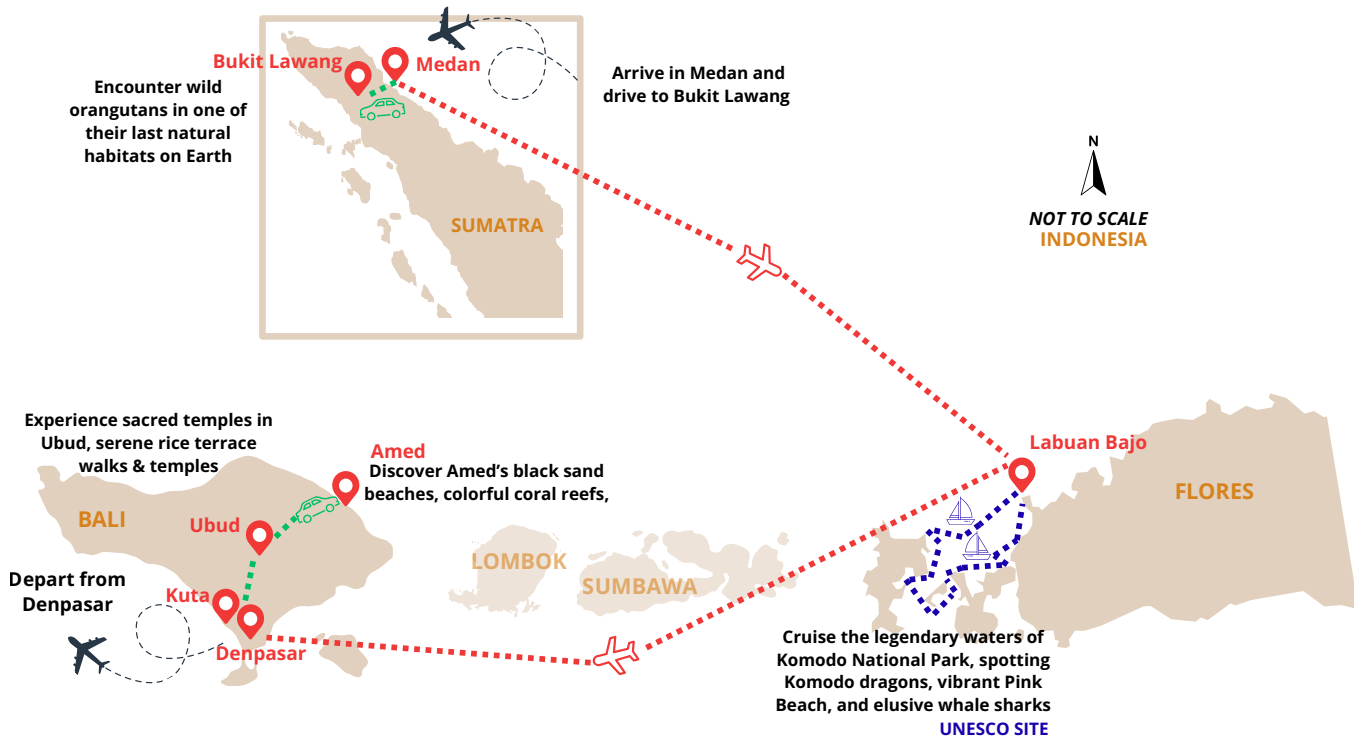 Bukit Lawang
Medan
Encounter wild
orangutans in one of
their last natural
habitats on Earth
Arrive in Medan and
drive to Bukit Lawang
SUMATRA
N
NOT TO SCALE
INDONESIA
Experience sacred temples in
Ubud, serene rice terrace
walks & temples
Amed
Discover Amed’s black sand
beaches, colorful coral reefs,
BALI
Ubud
Kuta
Denpasar
Depart from
Denpasar
LOMBOK
SUMBAWA
Labuan Bajo
FLORES
Cruise the legendary waters of
Komodo National Park, spotting
Komodo dragons, vibrant Pink
Beach, and elusive whale sharks
UNESCO SITE